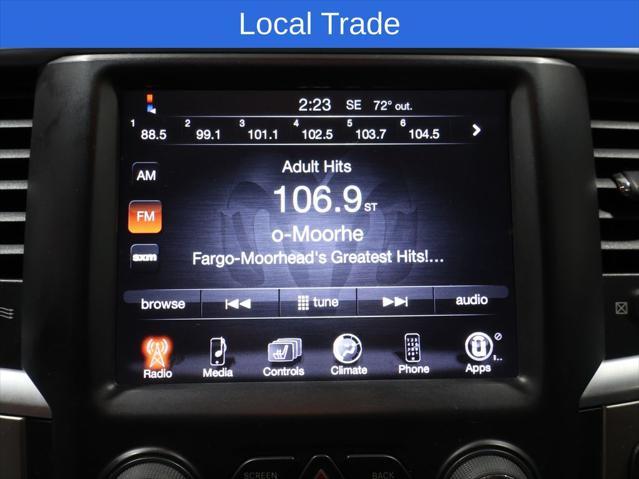 Local Trade
2:23 SE 72° out.
1 88.5 2 99.1 3 101.1 4 102.5 5 103.7 6 104.5
Adult Hits
AM
106.9 ST
FM
o-Moorhe
sxm
Fargo-Moorhead's Greatest Hits!...
browse tune audio
Radio Media Controls Climate Phone Apps
SCREEN BACK